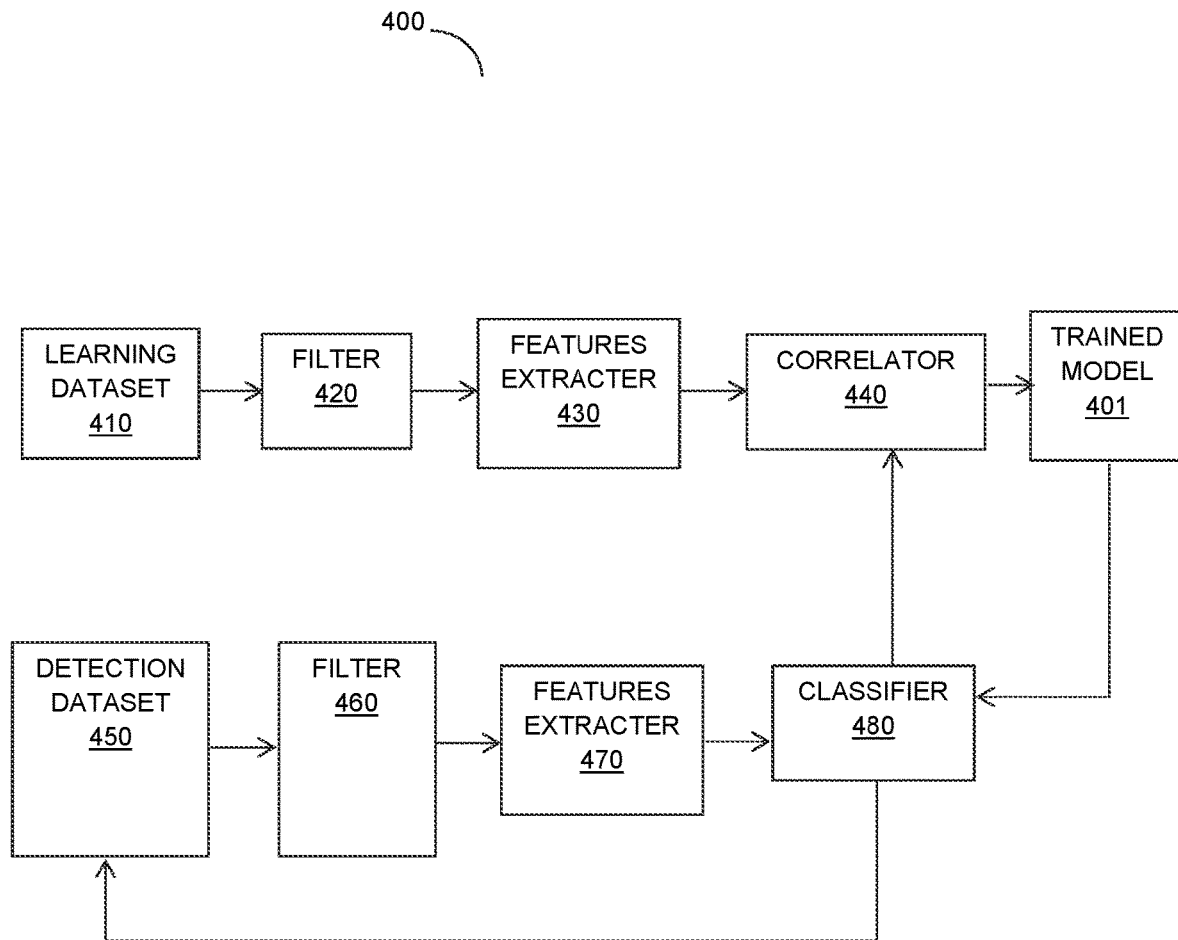 400
LEARNING
DATASET
410
FILTER
420
FEATURES
EXTRACTER
430
CORRELATOR
440
TRAINED
MODEL
401
DETECTION
DATASET
450
FILTER
460
FEATURES
EXTRACTER
470
CLASSIFIER
480